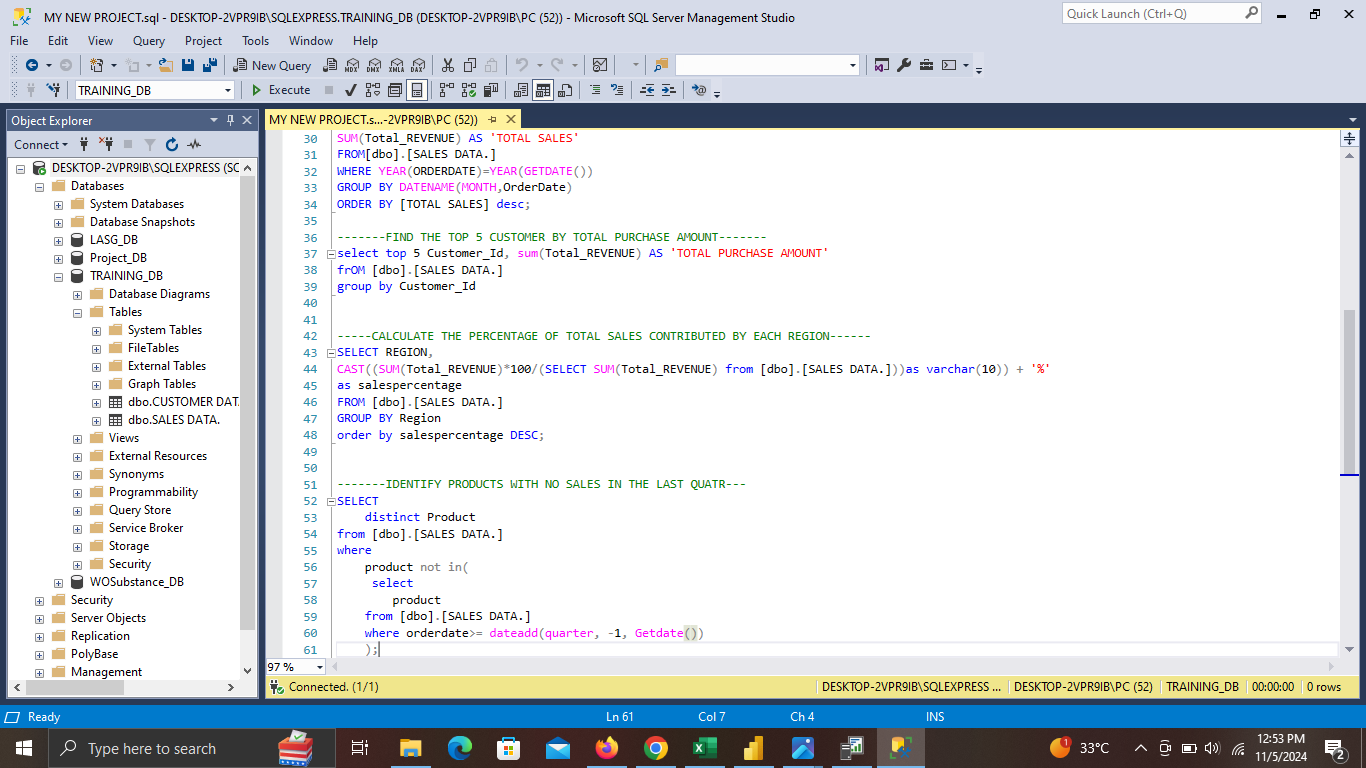 MY NEW PROJECT.sql - DESKTOP-2VPR9IB\SQLEXPRESS.TRAINING_DB (DESKTOP-2VPR9IB\PC (52)) - Microsoft SQL Server Management Studio
Quick Launch (Ctrl+Q)
File Edit View Query Project Tools Window Help
New Query MDX DMX XMLA DAX
TRAINING_DB Execute
Object Explorer
Connect
DESKTOP-2VPR9IB\SQLEXPRESS (SC
Databases
System Databases
Database Snapshots
LASG_DB
Project_DB
TRAINING_DB
Database Diagrams
Tables
System Tables
FileTables
External Tables
Graph Tables
dbo.CUSTOMER DAT.
dbo.SALES DATA.
Views
External Resources
Synonyms
Programmability
Query Store
Service Broker
Storage
Security
WOSubstance_DB
Security
Server Objects
Replication
PolyBase
Management
MY NEW PROJECT.s...-2VPR9IB\PC (52))
30 SUM(Total_REVENUE) AS 'TOTAL SALES'
31 FROM[dbo].[SALES DATA.]
32 WHERE YEAR(ORDERDATE)=YEAR(GETDATE())
33 GROUP BY DATENAME(MONTH,OrderDate)
34 ORDER BY [TOTAL SALES] desc;
35
36 -------FIND THE TOP 5 CUSTOMER BY TOTAL PURCHASE AMOUNT-------
37 select top 5 Customer_Id, sum(Total_REVENUE) AS 'TOTAL PURCHASE AMOUNT'
38 frOM [dbo].[SALES DATA.]
39 group by Customer_Id
40
41
42 -----CALCULATE THE PERCENTAGE OF TOTAL SALES CONTRIBUTED BY EACH REGION------
43 SELECT REGION,
44 CAST((SUM(Total_REVENUE)*100/(SELECT SUM(Total_REVENUE) from [dbo].[SALES DATA.]))as varchar(10)) + '%'
45 as salespercentage
46 FROM [dbo].[SALES DATA.]
47 GROUP BY Region
48 order by salespercentage DESC;
49
50
51 -------IDENTIFY PRODUCTS WITH NO SALES IN THE LAST QUATR---
52 SELECT
53 distinct Product
54 from [dbo].[SALES DATA.]
55 where
56 product not in(
57 select
58 product
59 from [dbo].[SALES DATA.]
60 where orderdate>= dateadd(quarter, -1, Getdate())
61 );
97 %
Connected. (1/1) DESKTOP-2VPR9IB\SQLEXPRESS ... DESKTOP-2VPR9IB\PC (52) TRAINING_DB 00:00:00 0 rows
Ready Ln 61 Col 7 Ch 4 INS
Type here to search
1 33°C 12:53 PM
11/5/2024
2